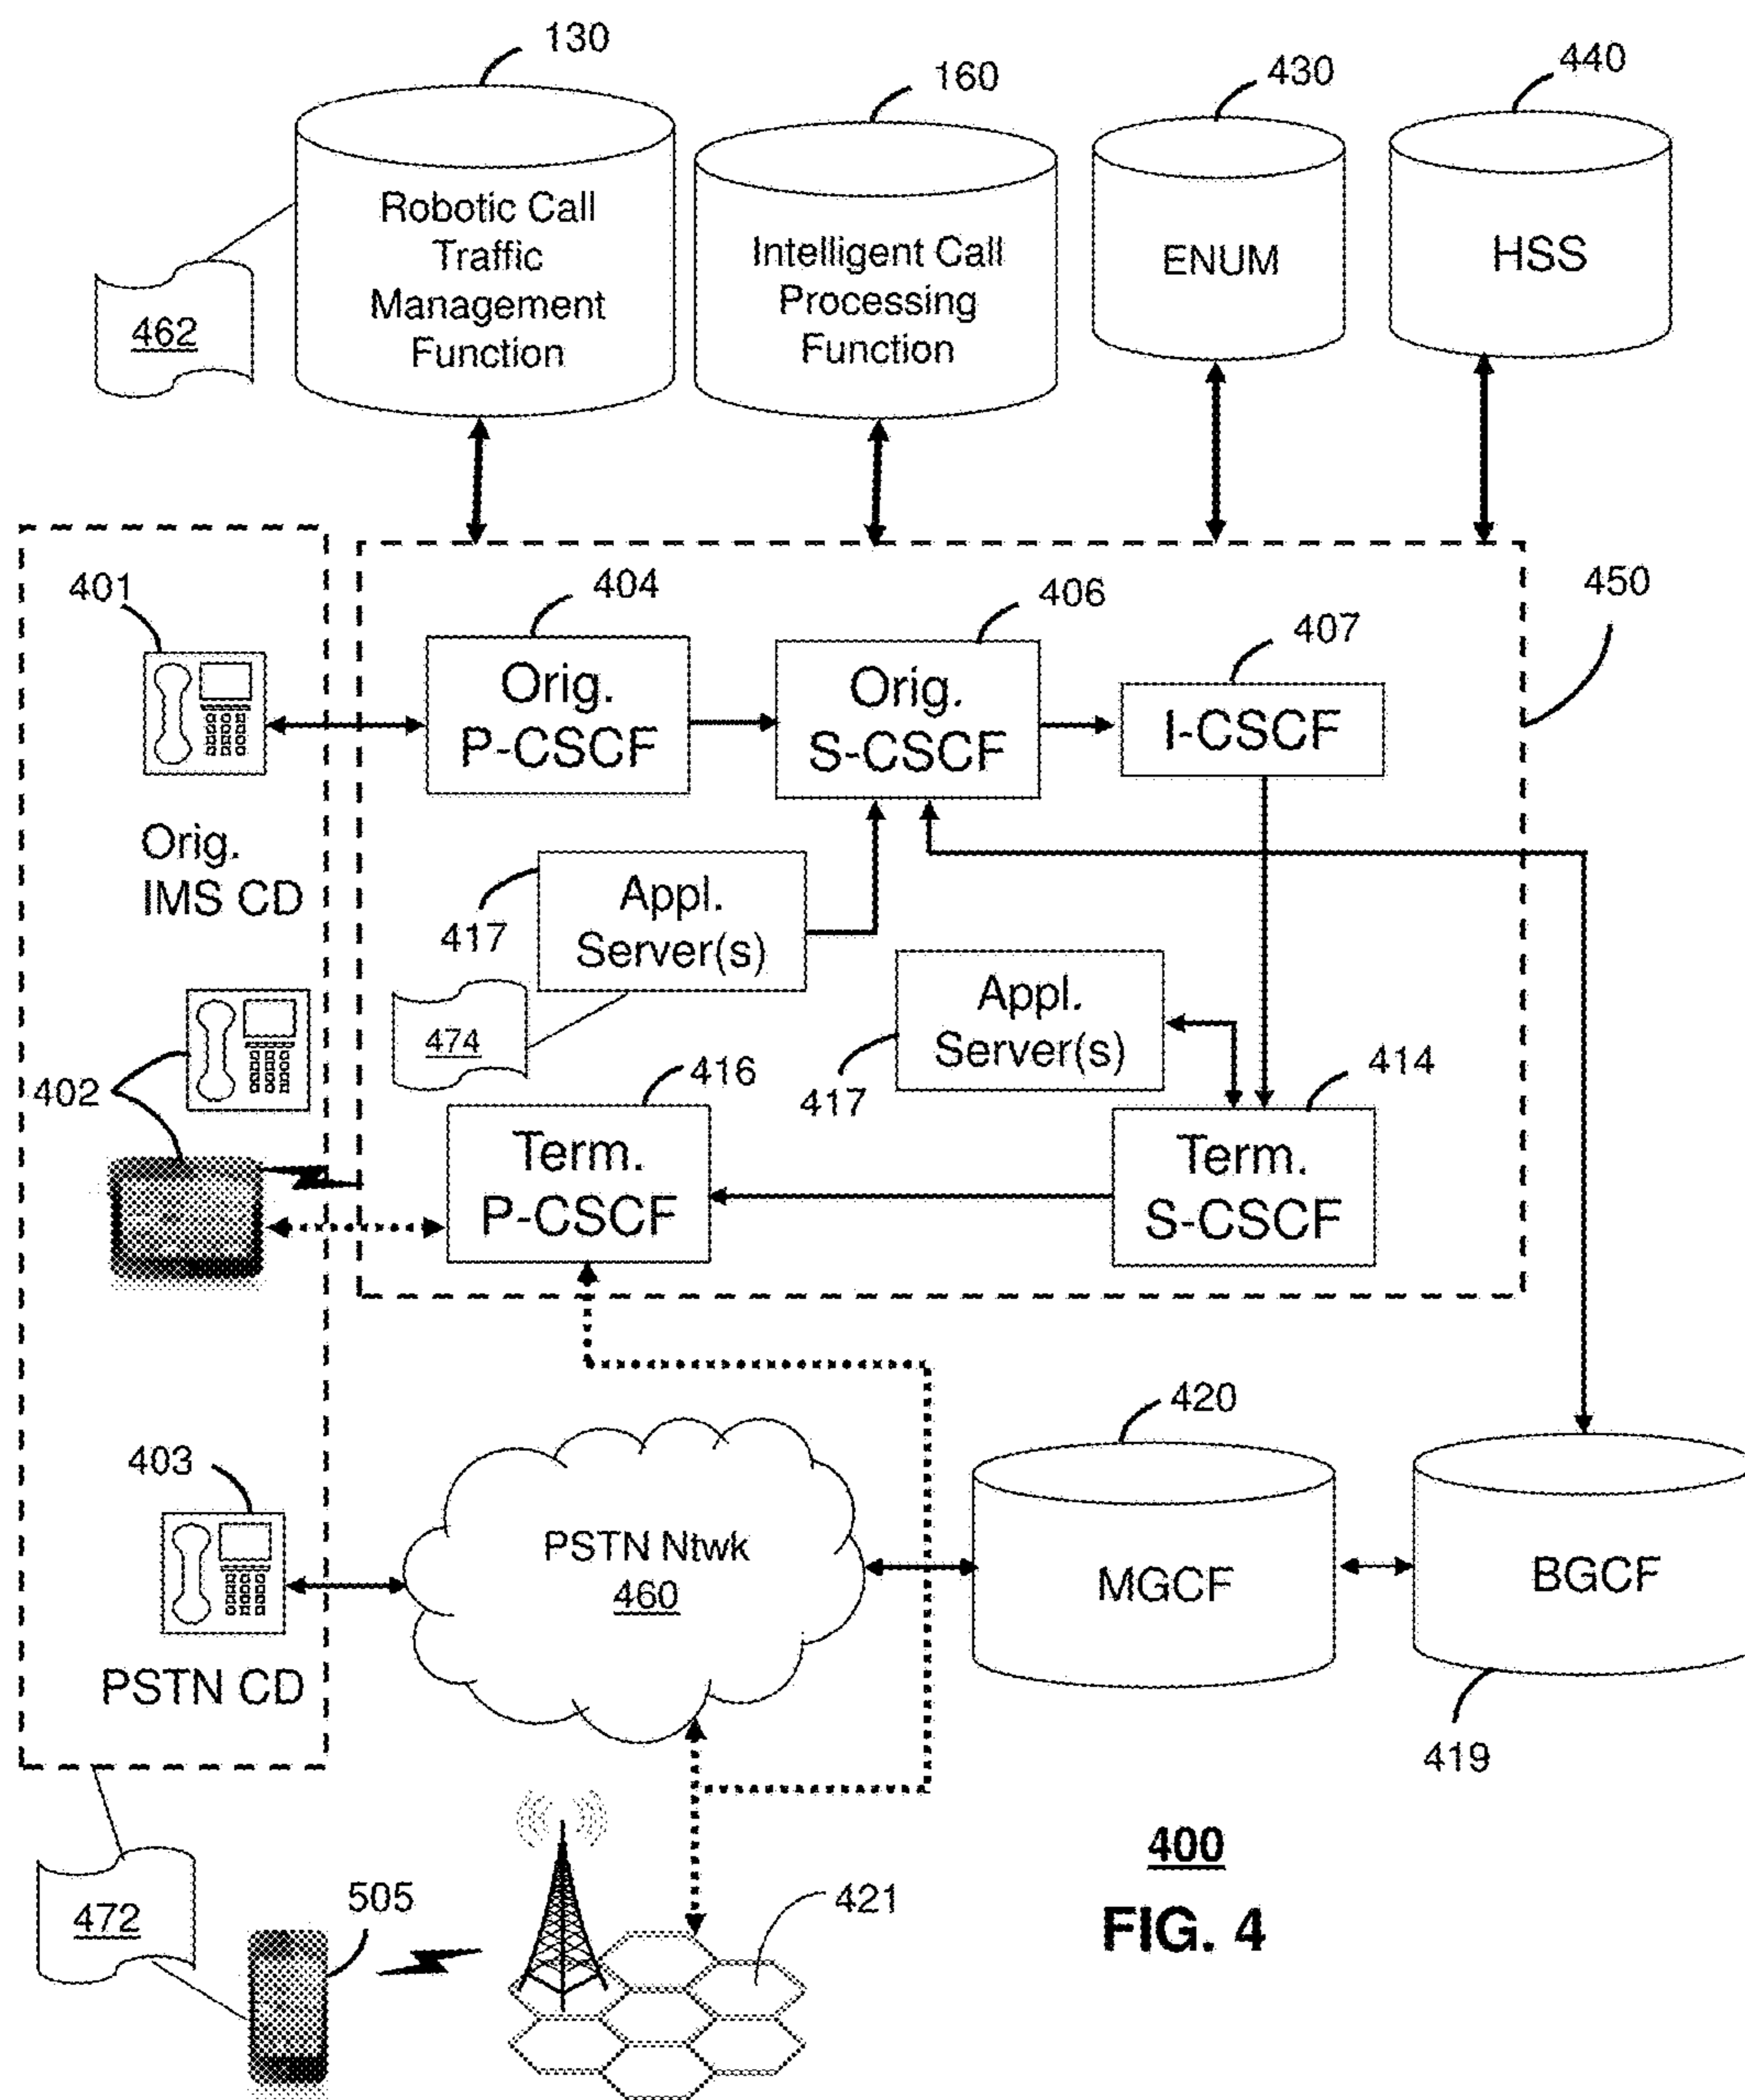 130
160
430
440
Robotic Call
Traffic
Management
Function
Intelligent Call
Processing
Function
ENUM
HSS
462
401
404
406
407
450
Orig.
P-CSCF
Orig.
S-CSCF
I-CSCF
Orig.
IMS CD
417
Appl.
Server(s)
474
417
Appl.
Server(s)
402
416
414
Term.
P-CSCF
Term.
S-CSCF
403
PSTN CD
PSTN Ntwk
460
420
MGCF
BGCF
419
472
505
421
400
FIG. 4